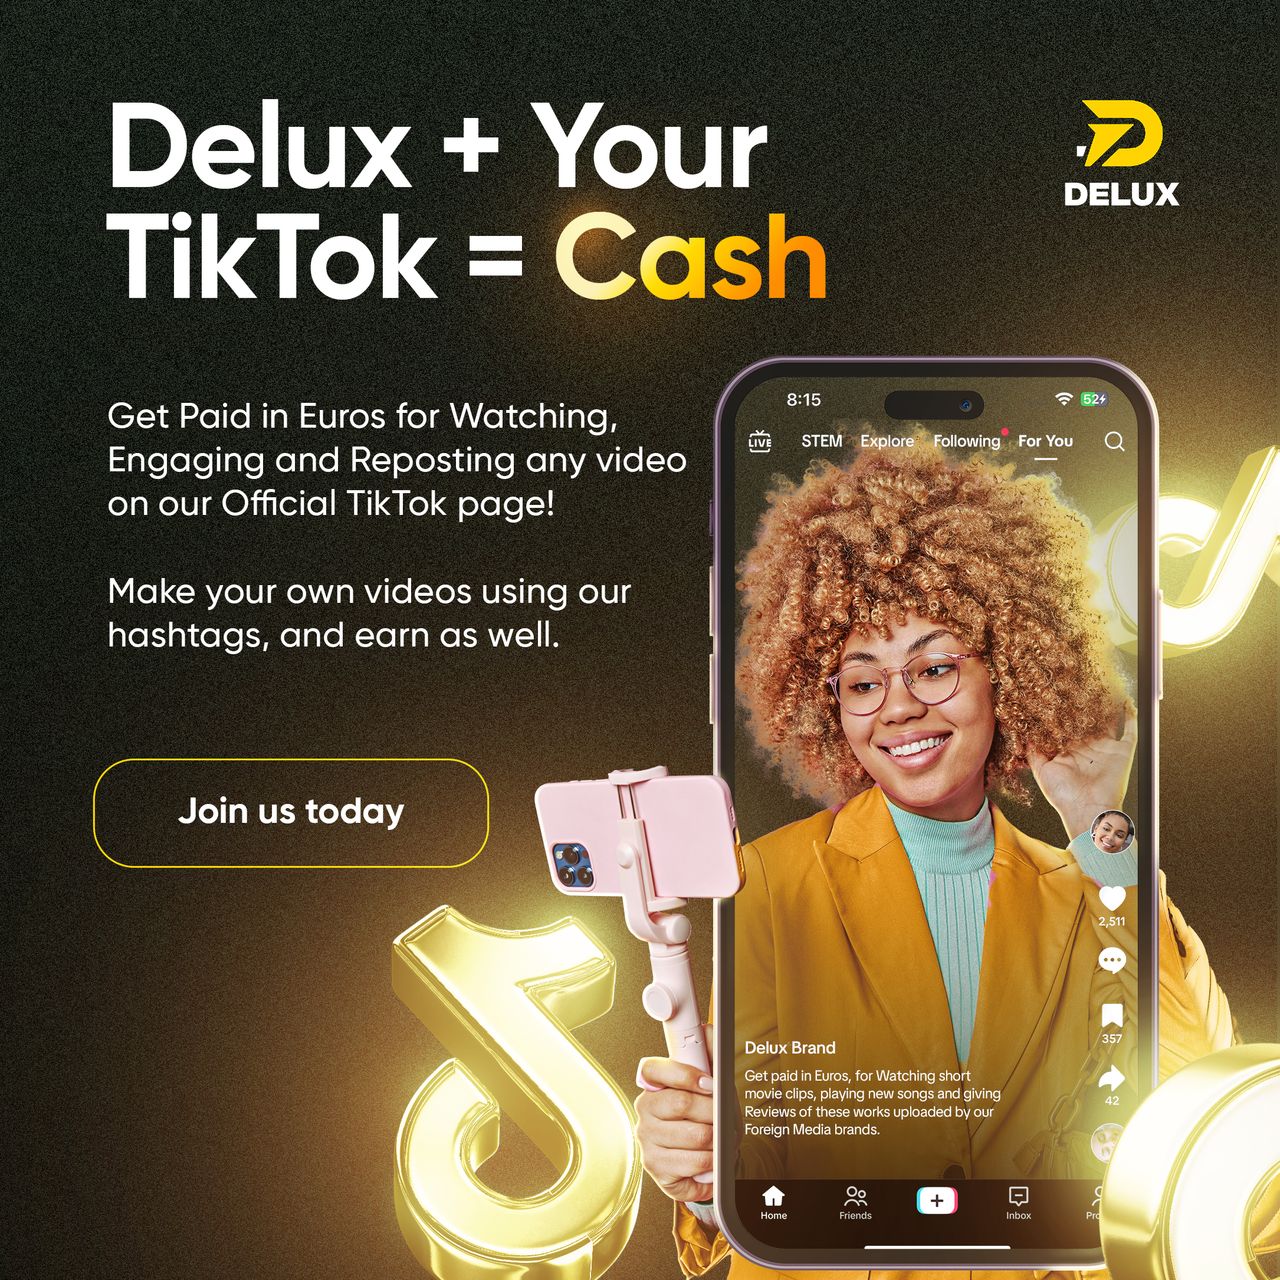 Delux + Your
TikTok = Cash
DELUX
Get Paid in Euros for Watching,
Engaging and Reposting any video
on our Official TikTok page!
Make your own videos using our
hashtags, and earn as well.
Join us today
8:15
52
LIVE
STEM Explore Following For You
2,511
357
42
Delux Brand
Get paid in Euros, for Watching short
movie clips, playing new songs and giving
Reviews of these works uploaded by our
Foreign Media brands.
Home Friends Inbox Pro